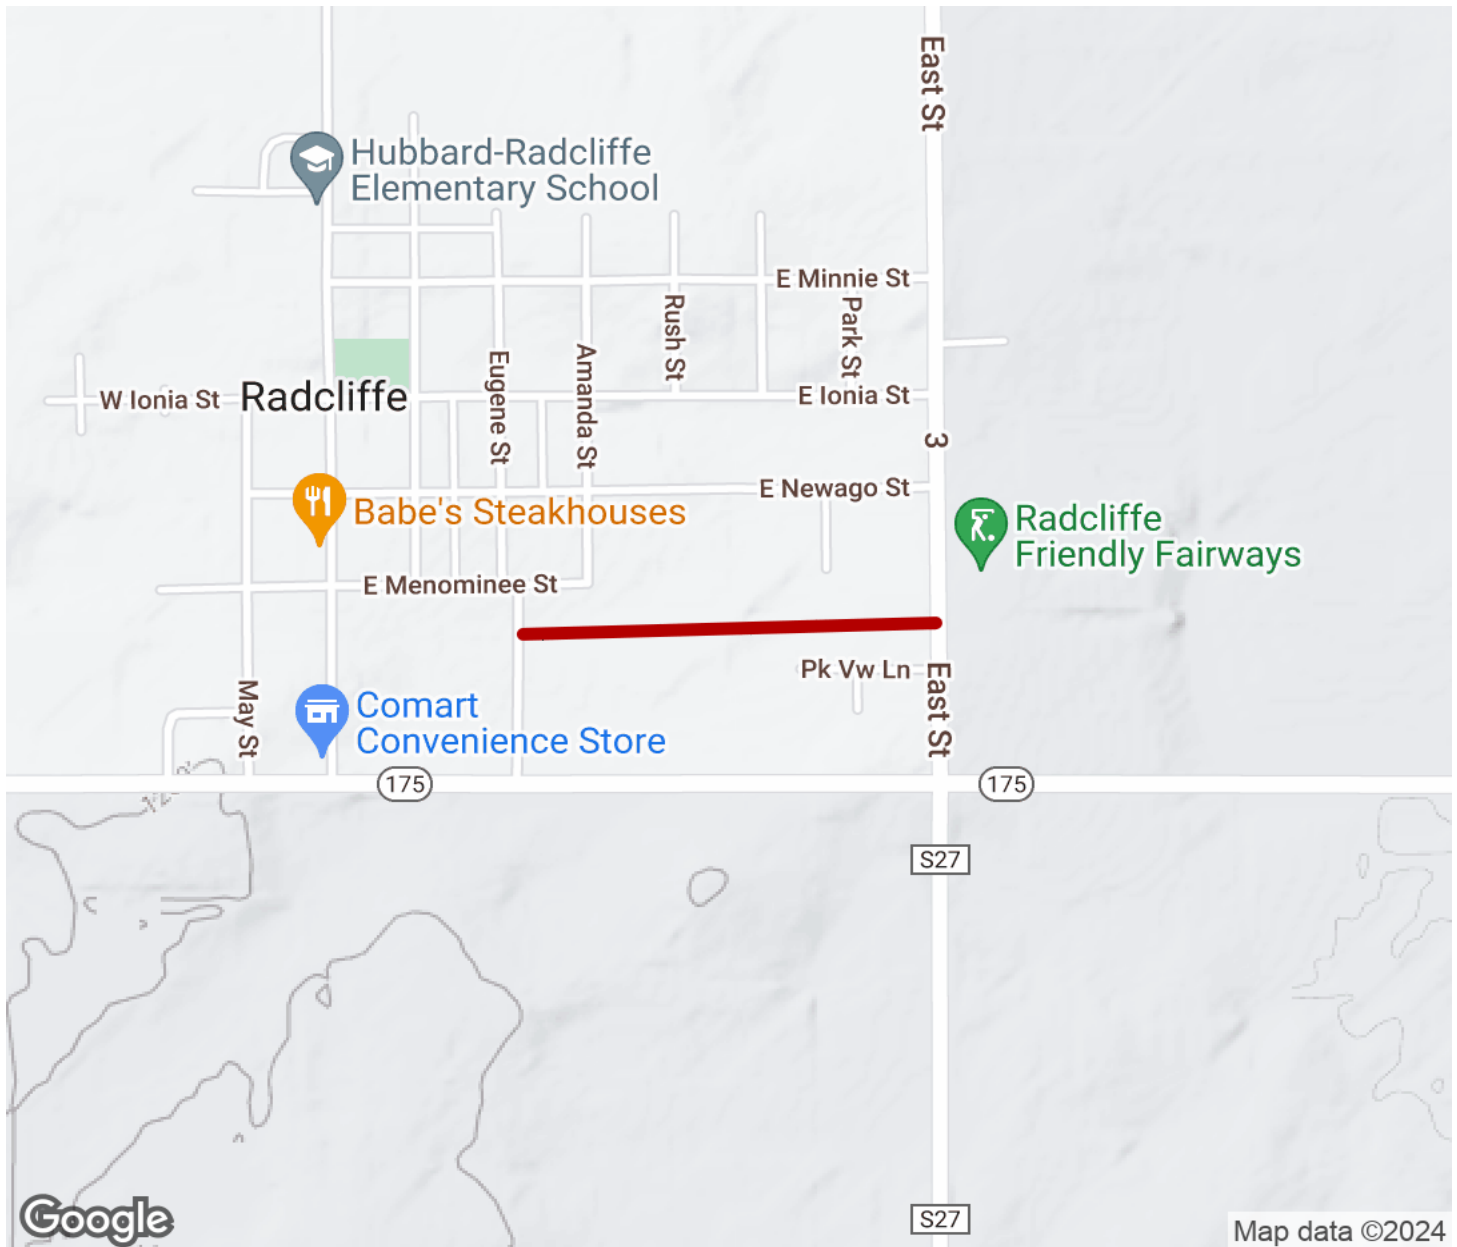 East St
Hubbard-Radcliffe
Elementary School
E Minnie St
Rush St
Park St
Eugene St
Amanda St
W Ionia St
Radcliffe
E Ionia St
3
E Newago St
Babe's Steakhouses
Radcliffe
Friendly Fairways
E Menominee St
Pk Vw Ln
East St
May St
Comart
Convenience Store
175
175
S27
S27
Google
Map data ©2024